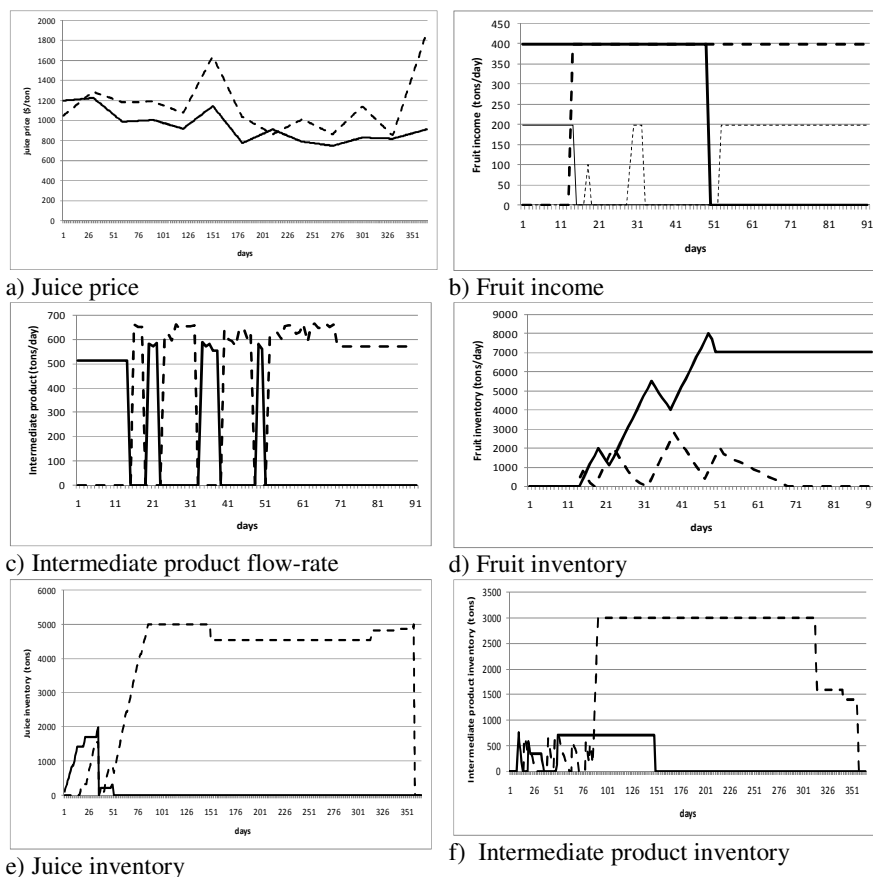 juice price ($/ton)
2000
1800
1600
1400
1200
1000
800
600
400
200
0
1 26 51 76 101 126 151 176 201 226 251 276 301 326 351
days
a) Juice price
Fruit income (tons/day)
450
400
350
300
250
200
150
100
50
0
1 11 21 31 41 51 61 71 81 91
days
b) Fruit income
Intermediate product (tons/day)
700
600
500
400
300
200
100
0
1 11 21 31 41 51 61 71 81 91
days
c) Intermediate product flow-rate
Fruit inventory (tons/day)
9000
8000
7000
6000
5000
4000
3000
2000
1000
0
1 11 21 31 41 51 61 71 81 9
days
d) Fruit inventory
Juice inventory (tons)
6000
5000
4000
3000
2000
1000
0
1 26 51 76 101 126 151 176 201 226 251 276 301 326 351
days
e) Juice inventory
Intermediate product inventory (tons)
3500
3000
2500
2000
1500
1000
500
0
1 26 51 76 101 126 151 176 201 226 251 276 301 326 351
days
f) Intermediate product inventory